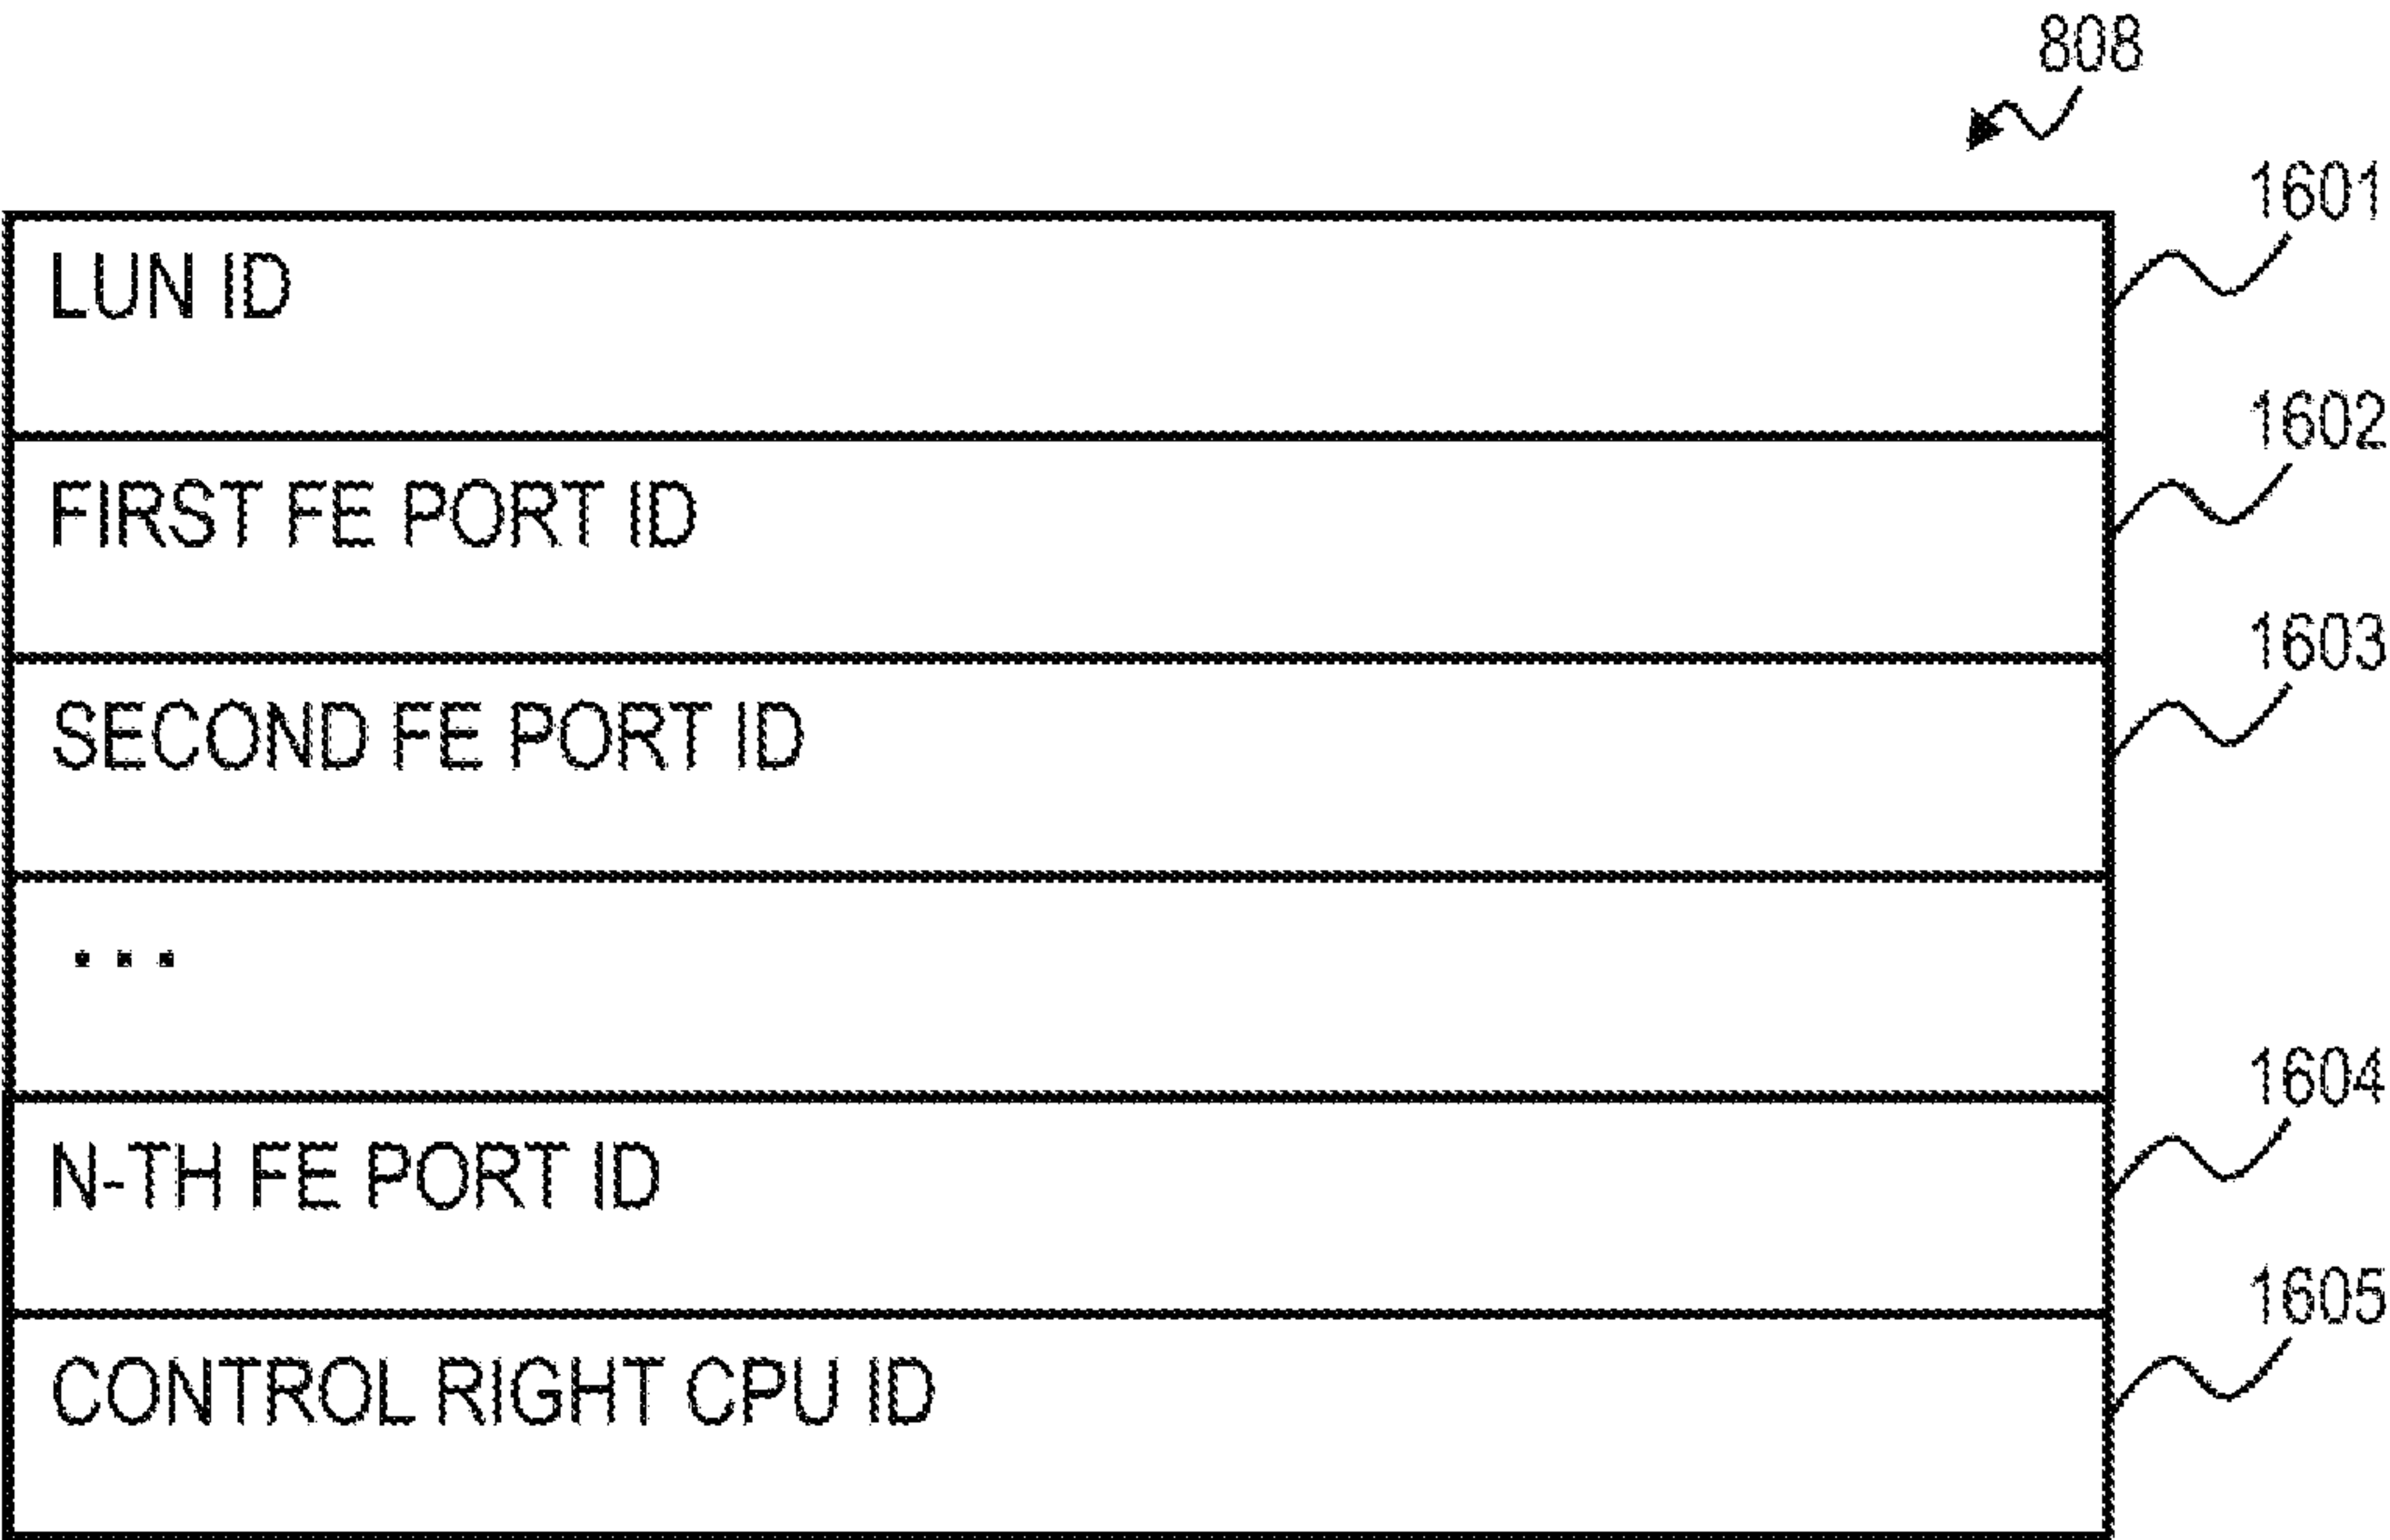 808
1601
LUN ID
1602
FIRST FE PORT ID
1603
SECOND FE PORT ID
...
1604
N-TH FE PORT ID
1605
CONTROL RIGHT CPU ID